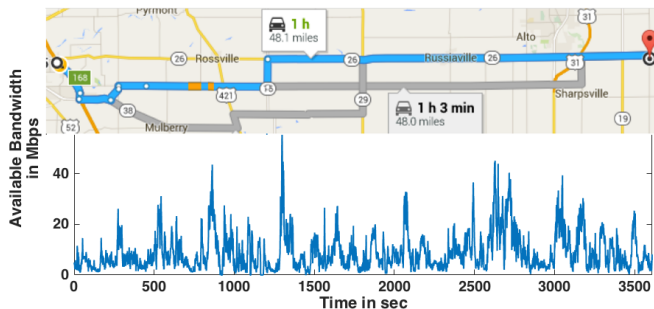 Pyrmont
31
1 h
48.1 miles
Alto
26
Rossville
26
Russiaville
26
31
168
421
1 h 3 min
48.0 miles
Sharpsville
38
29
19
52
Mulberry
Available Bandwidth
in Mbps
40
20
0
0 500 1000 1500 2000 2500 3000 3500
Time in sec